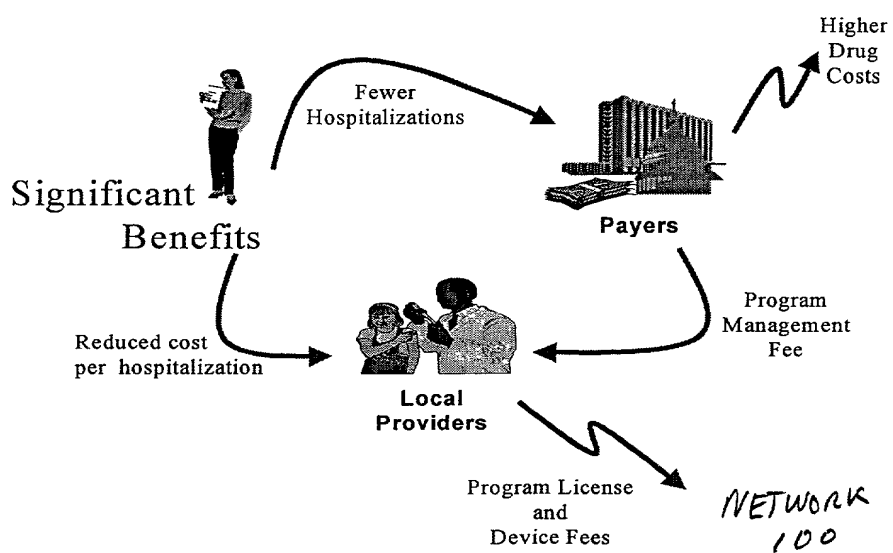 Higher
Drug
Costs
Fewer
Hospitalizations
Significant
Benefits
Payers
Program
Management
Fee
Reduced cost
per hospitalization
Local
Providers
Program License
and
Device Fees
NETWORK
100